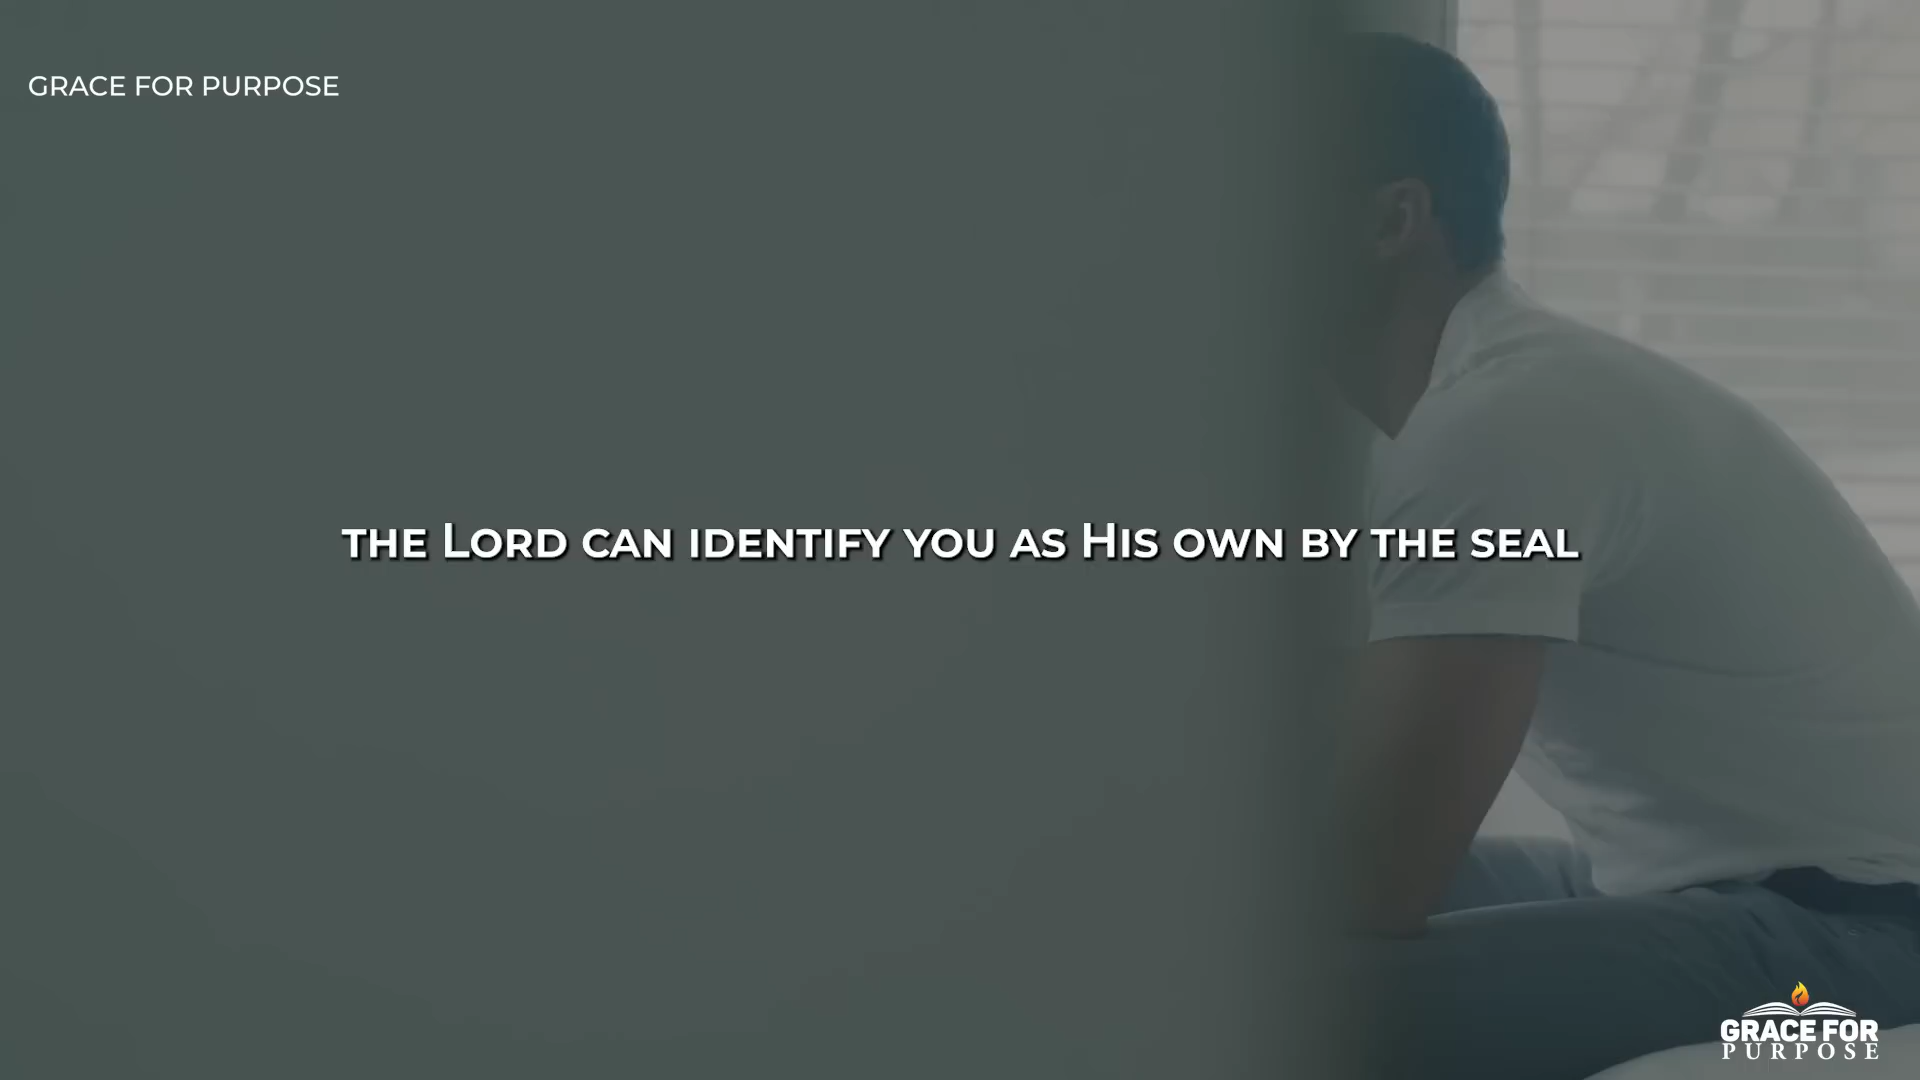 GRACE FOR PURPOSE
THE LORD CAN IDENTIFY YOU AS HIS OWN BY THE SEAL
GRACE FOR
PURPOSE